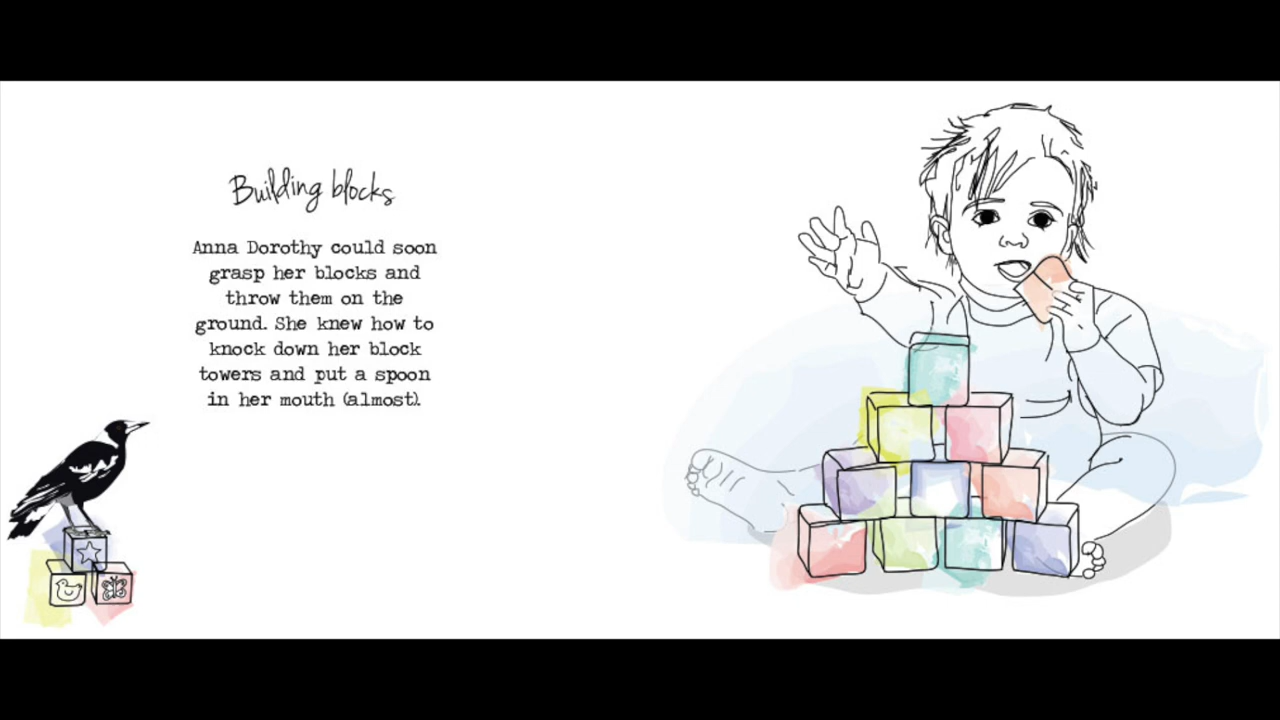 Building blocks
Anna Dorothy could soon
grasp her blocks and
throw them on the
ground. She knew how to
knock down her block
towers and put a spoon
in her mouth (almost).